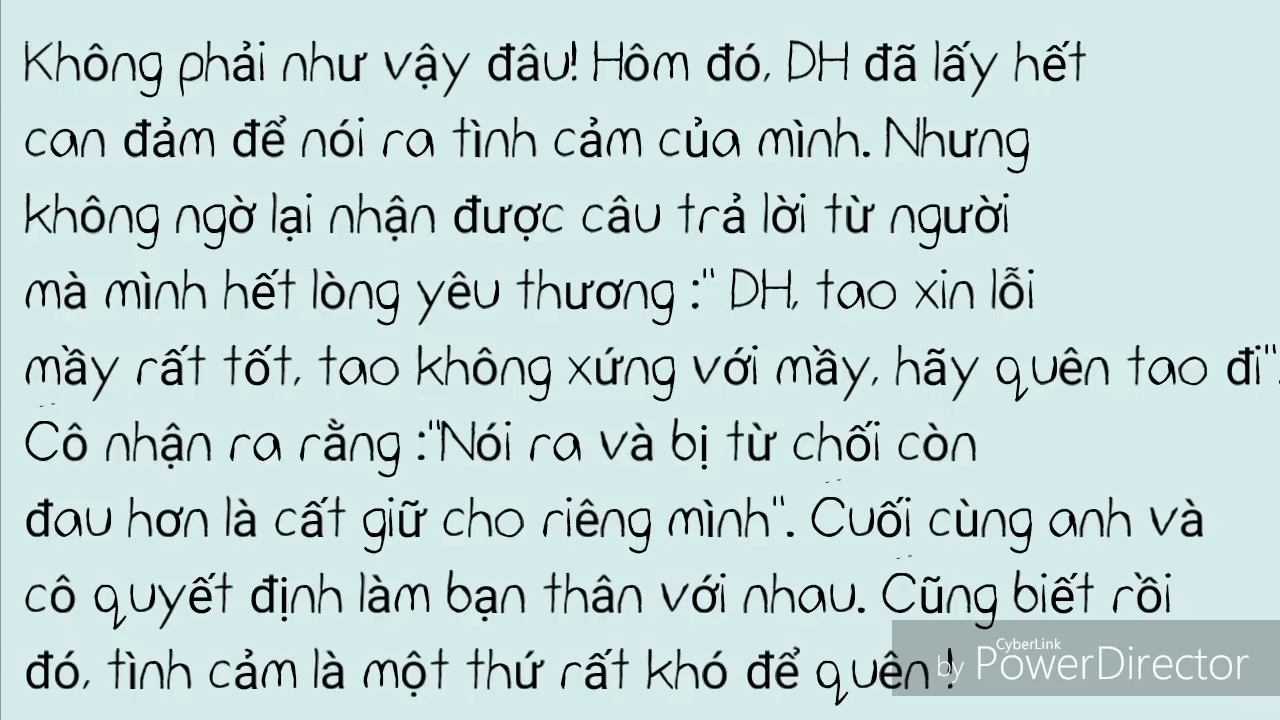 Không phải như vậy đâu! Hôm đó, DH đã lấy hết
can đảm để nói ra tình cảm của mình. Nhưng
không ngờ lại nhận được câu trả lời từ người
mà mình hết lòng yêu thương :" DH, tao xin lỗi
mầy rất tốt, tao không xứng với mầy, hãy quên tao đi".
Cô nhận ra rằng :"Nói ra và bị từ chối còn
đau hơn là cất giữ cho riêng mình". Cuối cùng anh và
cô quyết định làm bạn thân với nhau. Cũng biết rồi
đó, tình cảm là một thứ rất khó để quên !
CyberLink
by PowerDirector